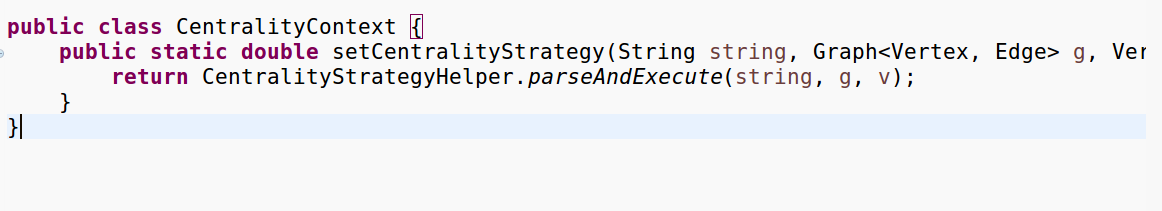 public class CentralityContext {
public static double setCentralityStrategy(String string, Graph<Vertex, Edge> g, Ver
return CentralityStrategyHelper.parseAndExecute(string, g, v);
}
}